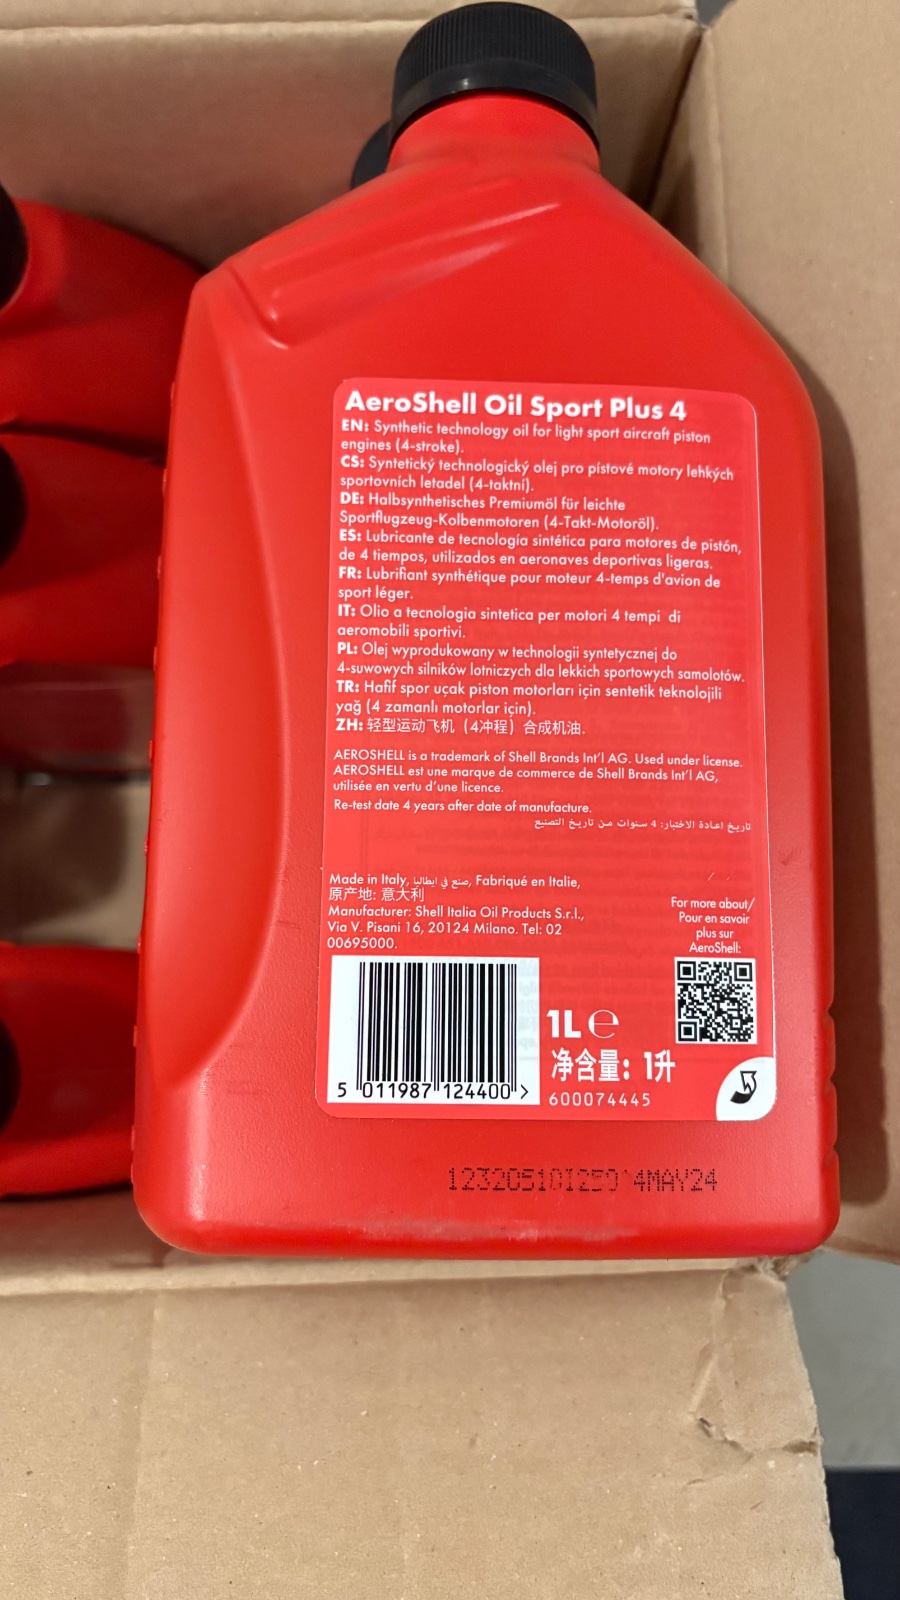 AeroShell Oil Sport Plus 4
EN: Synthetic technology oil for light sport aircraft piston
engines (4-stroke).
CS: Syntetický technologický olej pro pístové motory lehkých
sportovních letadel (4-taktní).
DE: Halbsynthetisches Premiumöl für leichte
Sportflugzeug-Kolbenmotoren (4-Takt-Motoröl).
ES: Lubricante de tecnología sintética para motores de pistón,
de 4 tiempos, utilizados en aeronaves deportivas ligeras.
FR: Lubrifiant synthétique pour moteur 4-temps d'avion de
sport léger.
IT: Olio a tecnologia sintetica per motori 4 tempi di
aeromobili sportivi.
PL: Olej wyprodukowany w technologii syntetycznej do
4-suwowych silników lotniczych dla lekkich sportowych samolotów.
TR: Hafif spor uçak piston motorları için sentetik teknolojili
yağ (4 zamanlı motorlar için).
ZH: 轻型运动飞机（4冲程）合成机油.
AEROSHELL is a trademark of Shell Brands Int'l AG. Used under license.
AEROSHELL est une marque de commerce de Shell Brands Int'l AG,
utilisée en vertu d'une licence.
Re-test date 4 years after date of manufacture.
تاريخ اعادة الاختبار: 4 سنوات من تاريخ التصنيع
Made in Italy, صنع في ايطاليا, Fabriqué en Italie,
原产地: 意大利
Manufacturer: Shell Italia Oil Products S.r.l.,
Via V. Pisani 16, 20124 Milano. Tel: 02
00695000.
For more about/
Pour en savoir
plus sur
AeroShell:
5 011987 124400 >
1L e
净含量: 1升
600074445
4MAY24